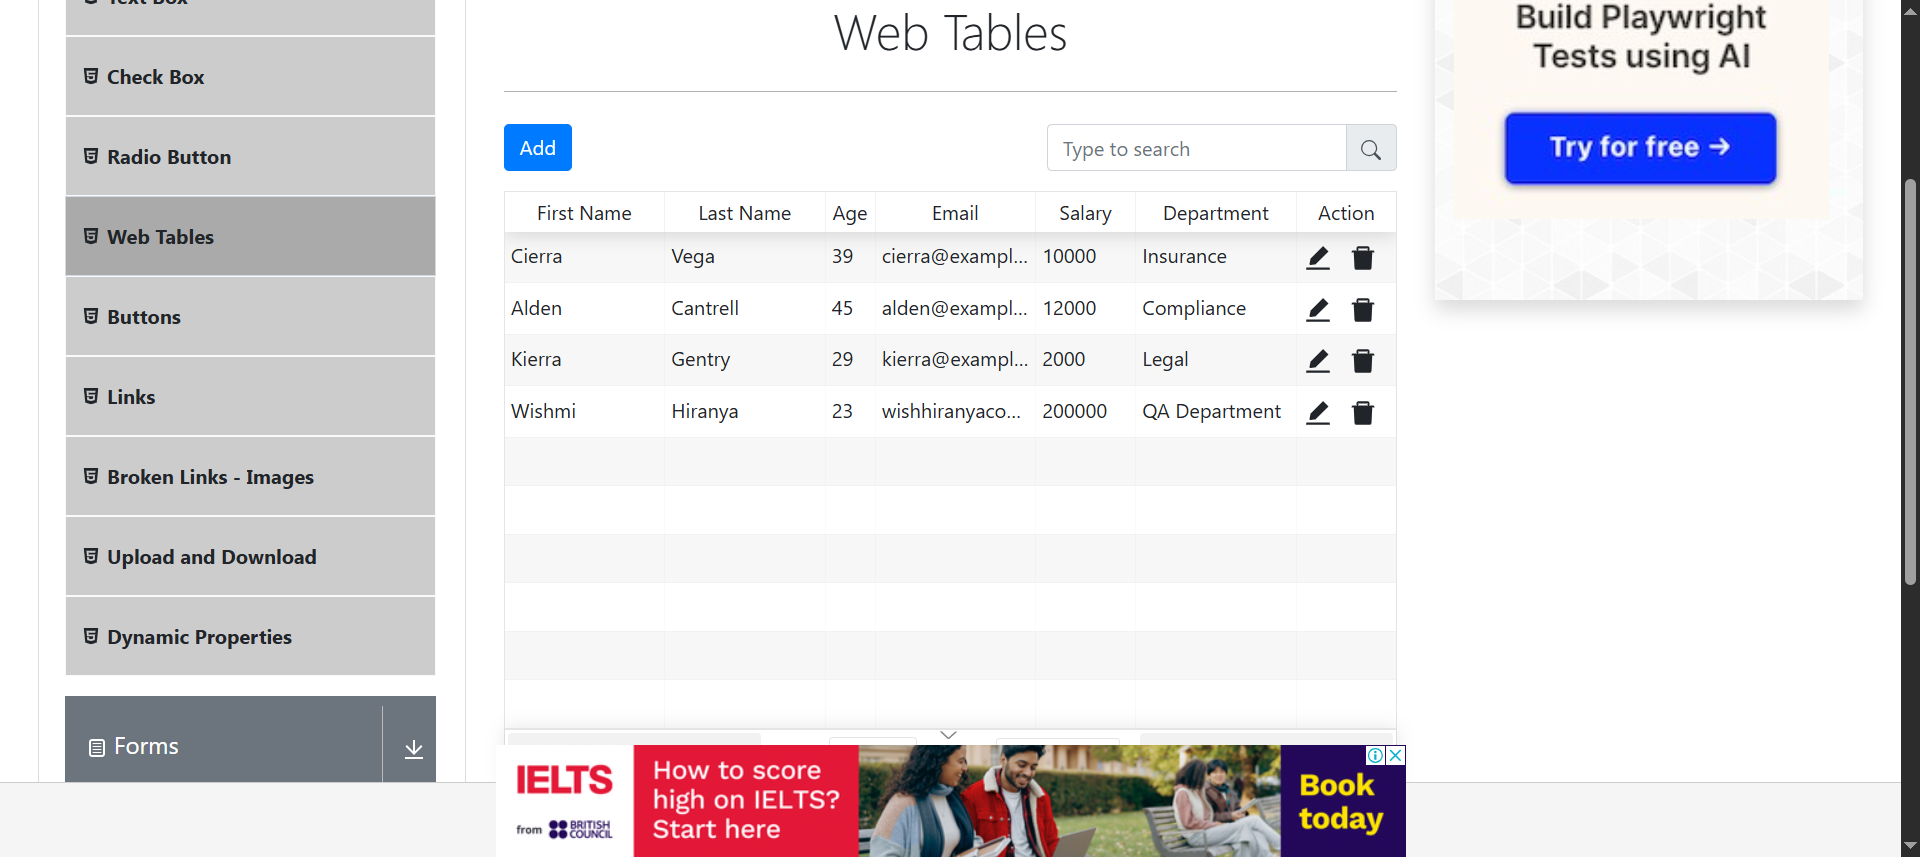 Text Box
Check Box
Radio Button
Web Tables
Buttons
Links
Broken Links - Images
Upload and Download
Dynamic Properties
Forms
Web Tables
Add
Type to search
First Name Last Name Age Email Salary Department Action
Cierra Vega 39 cierra@exampl... 10000 Insurance
Alden Cantrell 45 alden@exampl... 12000 Compliance
Kierra Gentry 29 kierra@exampl... 2000 Legal
Wishmi Hiranya 23 wishhiranyaco... 200000 QA Department
Build Playwright
Tests using AI
Try for free →
IELTS
from BRITISH
COUNCIL
How to score
high on IELTS?
Start here
Book
today